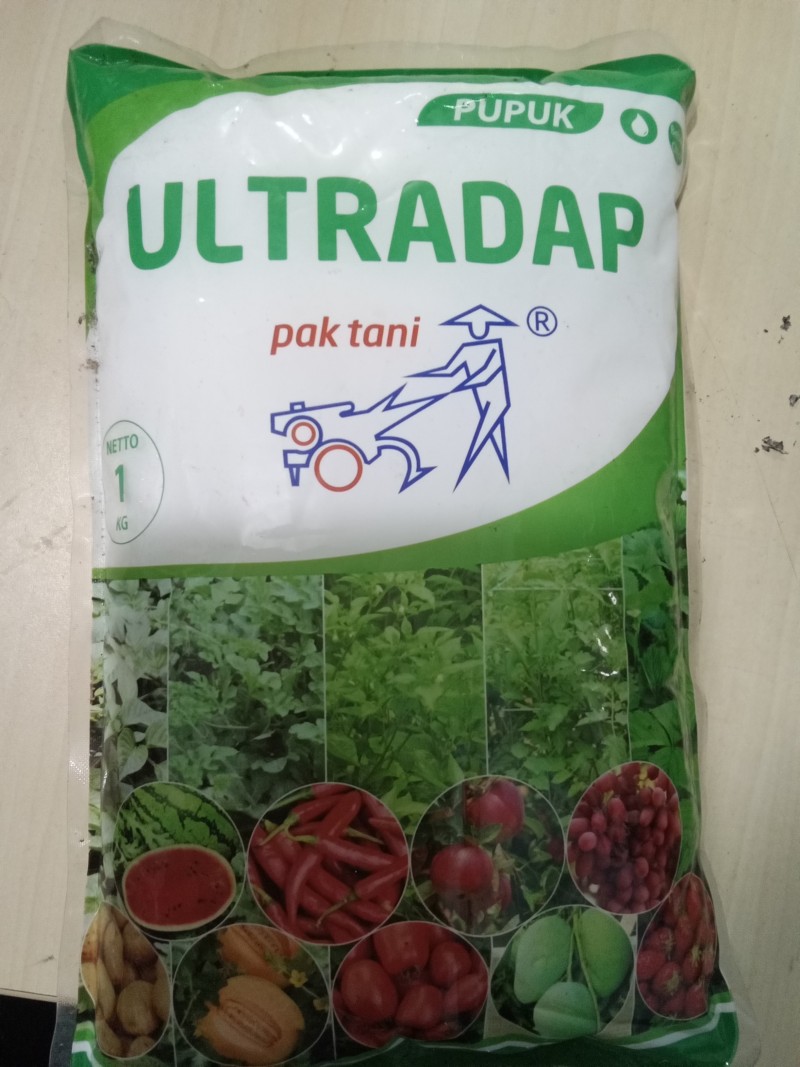 PUPUK
ULTRADAP
pak tani
®
NETTO
1
KG